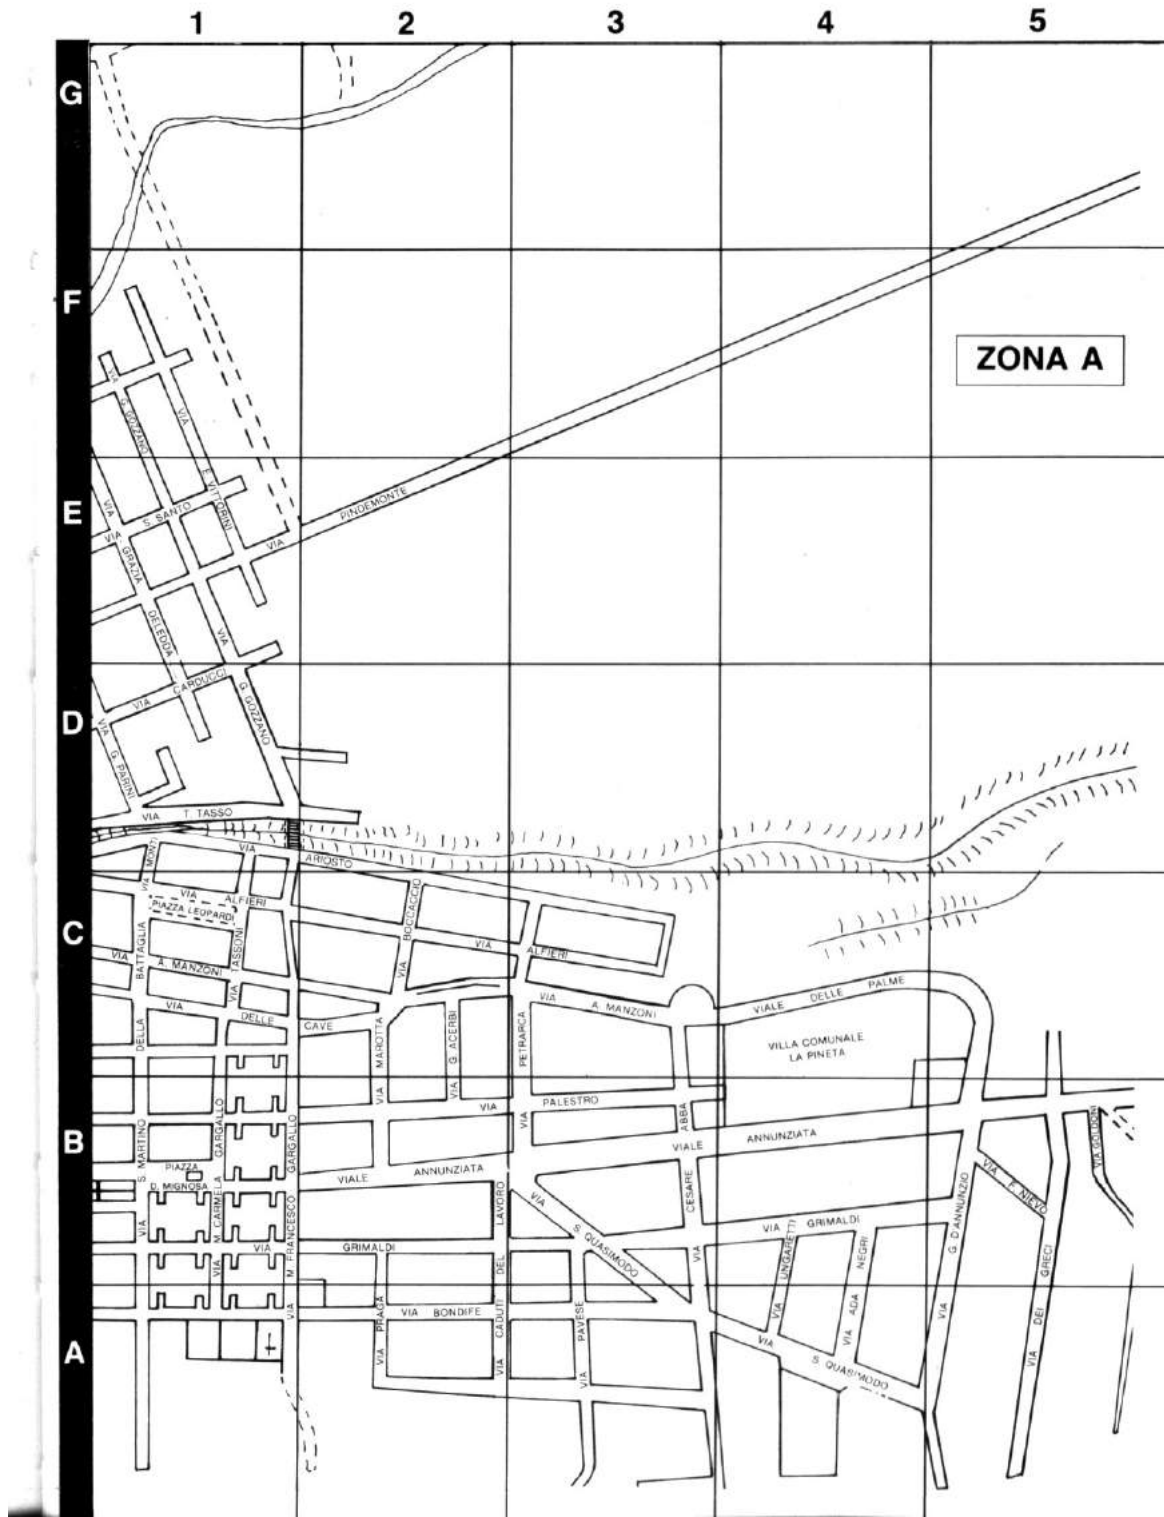 1 2 3 4 5
G
F
ZONA A
VIA G. GOZZANO
VIA E. VITTORINI
E
VIA S. SANTO
VIA PINDEMONTE
VIA GRAZIA DELEDDA
VIA G. GOZZANO
VIA CARDUCCI
D
VIA G. PARINI
VIA T. TASSO
VIA ARIOSTO
VIA MONTI
VIA ALFIERI
PIAZZA LEOPARDI
C
VIA BOCCACCIO
VIA ALFIERI
VIA TASSONI
VIA A. MANZONI
VIA A. MANZONI
VIALE DELLE PALME
VIA DELLE CAVE
VIA MAROTTA
VIA G. ACERBI
VIA PETRARCA
VILLA COMUNALE
LA PINETA
VIA S. MARTINO DELLA BATTAGLIA
VIA PALESTRO
B
VIA CESARE ABBA
VIALE ANNUNZIATA
VIALE ANNUNZIATA
VIA GOLDONI
PIAZZA
D. MIGNOSA
VIA M. CARMELA GARGALLO
VIA M. FRANCESCO GARGALLO
VIA F. NIEVO
VIA S. QUASIMODO
VIA GRIMALDI
VIA GRIMALDI
VIA UNGARETTI
VIA ADA NEGRI
VIA G. D'ANNUNZIO
VIA DEI GRECI
VIA CADUTI DEL LAVORO
VIA BONDIFE
VIA PRAGA
VIA PAVESE
A
VIA S. QUASIMODO